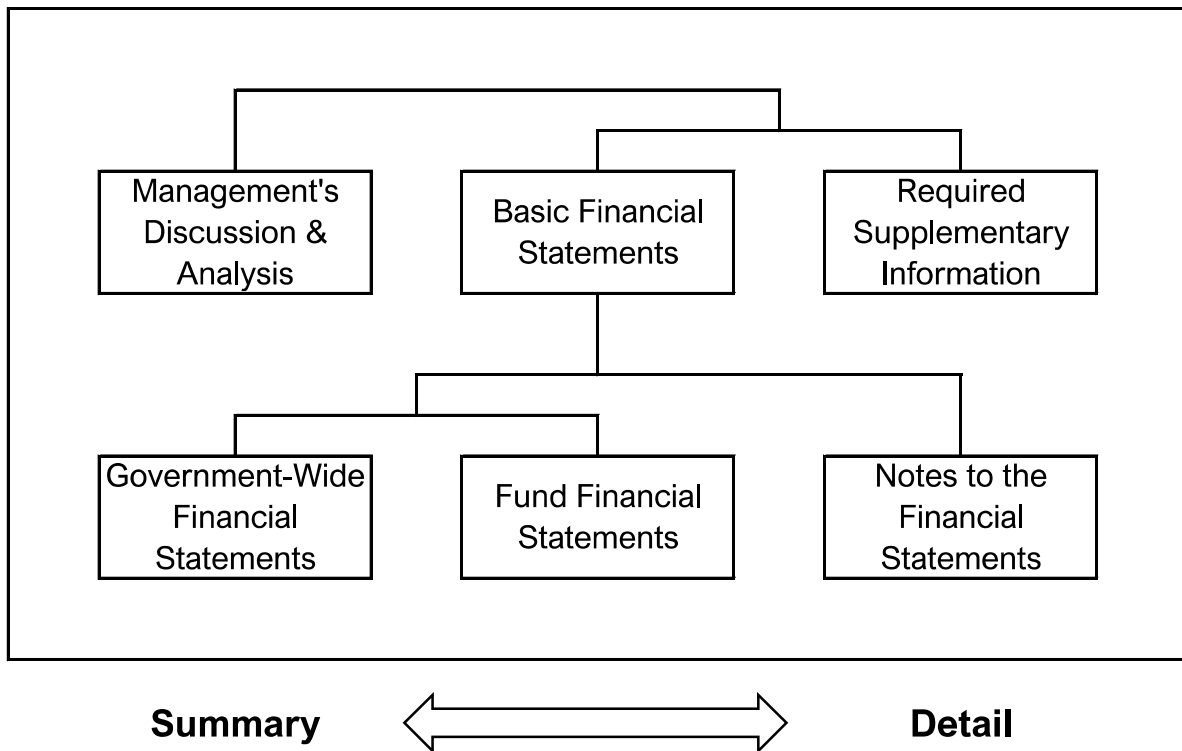 Management's
Discussion &
Analysis
Basic Financial
Statements
Required
Supplementary
Information
Government-Wide
Financial
Statements
Fund Financial
Statements
Notes to the
Financial
Statements
Summary
Detail